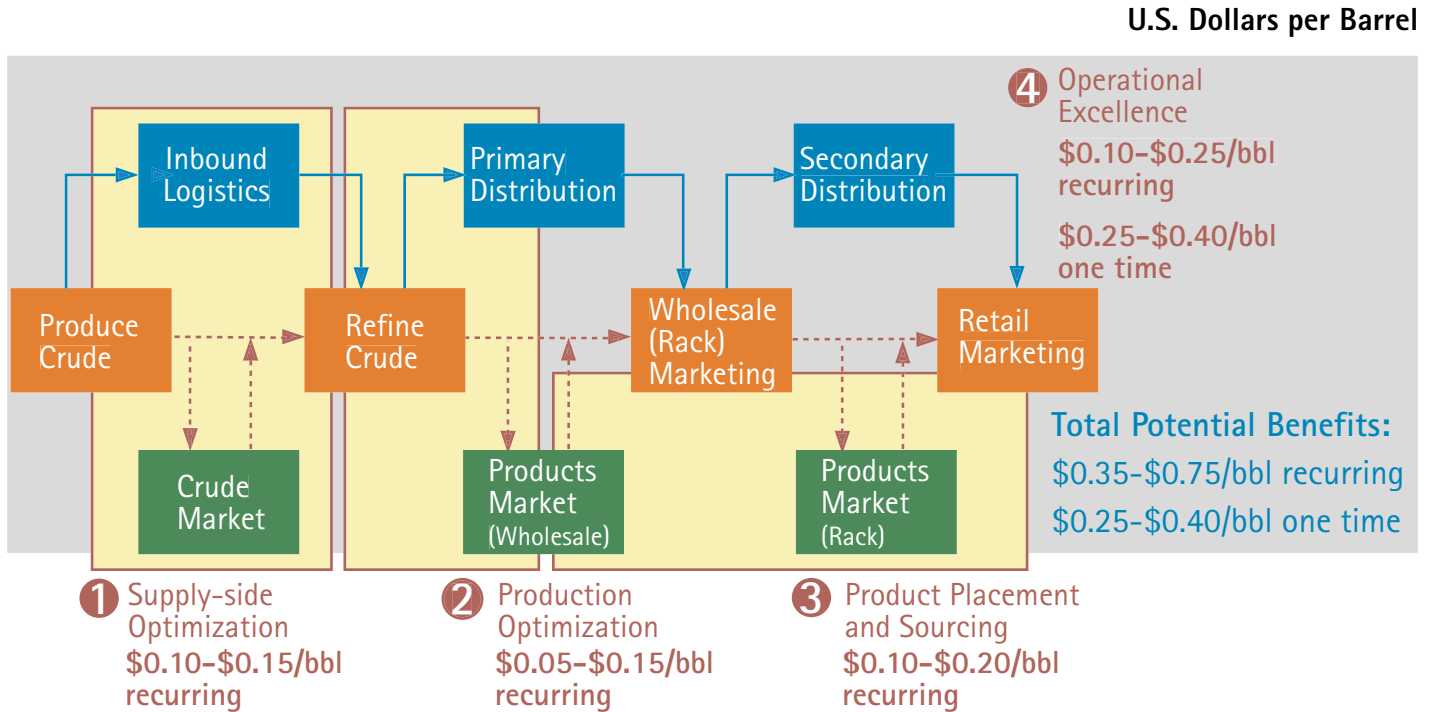 U.S. Dollars per Barrel
4 Operational
Excellence
$0.10–$0.25/bbl
recurring
$0.25–$0.40/bbl
one time
Inbound
Logistics
Primary
Distribution
Secondary
Distribution
Produce
Crude
Refine
Crude
Wholesale
(Rack)
Marketing
Retail
Marketing
Crude
Market
Products
Market
(Wholesale)
Products
Market
(Rack)
Total Potential Benefits:
$0.35-$0.75/bbl recurring
$0.25-$0.40/bbl one time
1 Supply-side
Optimization
$0.10–$0.15/bbl
recurring
2 Production
Optimization
$0.05–$0.15/bbl
recurring
3 Product Placement
and Sourcing
$0.10–$0.20/bbl
recurring